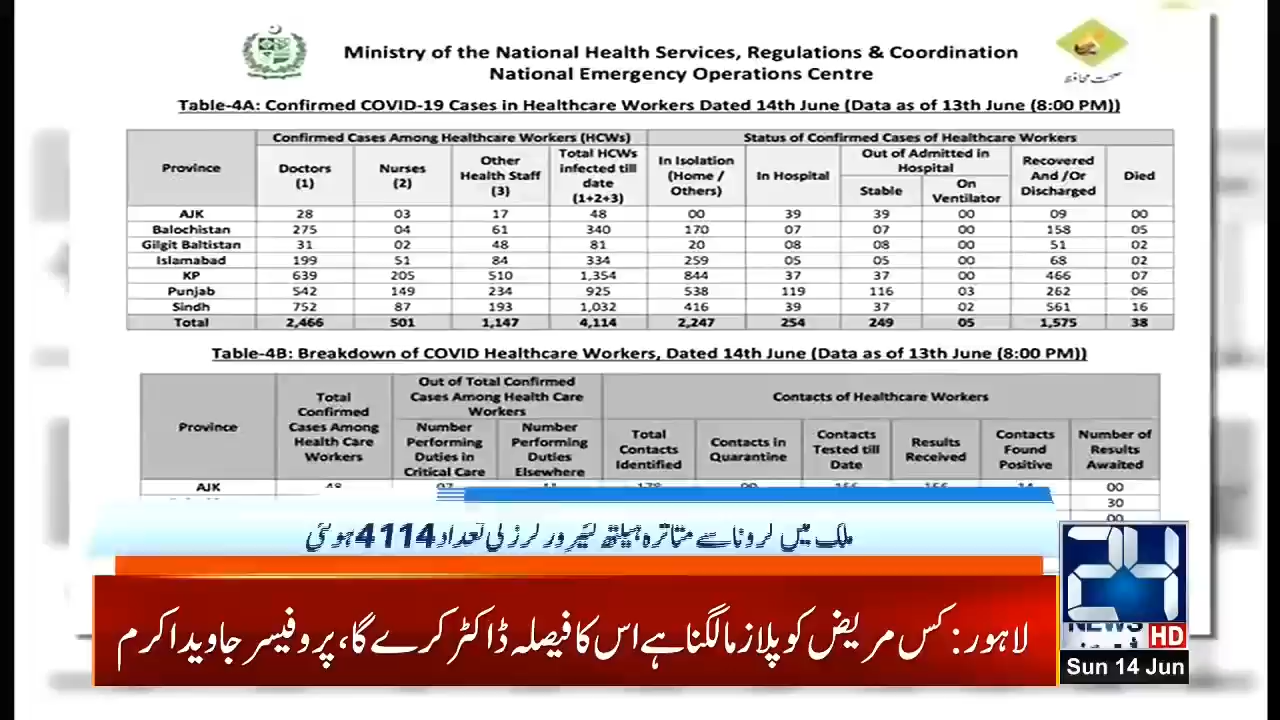 Ministry of the National Health Services, Regulations & Coordination
National Emergency Operations Centre
صحت محافظ
Table-4A: Confirmed COVID-19 Cases in Healthcare Workers Dated 14th June (Data as of 13th June (8:00 PM))
Province Confirmed Cases Among Healthcare Workers (HCWs) Status of Confirmed Cases of Healthcare Workers
Doctors (1) Nurses (2) Other Health Staff (3) Total HCWs infected till date (1+2+3) In Isolation (Home / Others) In Hospital Out of Admitted in Hospital Stable On Ventilator Recovered And /Or Discharged Died
AJK 28 03 17 48 00 39 39 00 09 00
Balochistan 275 04 61 340 170 07 07 00 158 05
Gilgit Baltistan 31 02 48 81 20 08 08 00 51 02
Islamabad 199 51 84 334 259 05 05 00 68 02
KP 639 205 510 1,354 844 37 37 00 466 07
Punjab 542 149 234 925 538 119 116 03 262 06
Sindh 752 87 193 1,032 416 39 37 02 561 16
Total 2,466 501 1,147 4,114 2,247 254 249 05 1,575 38
Table-4B: Breakdown of COVID Healthcare Workers, Dated 14th June (Data as of 13th June (8:00 PM))
Province Total Confirmed Cases Among Health Care Workers Out of Total Confirmed Cases Among Health Care Workers Contacts of Healthcare Workers
Number Performing Duties in Critical Care Number Performing Duties Elsewhere Total Contacts Identified Contacts in Quarantine Contacts Tested till Date Results Received Contacts Found Positive Number of Results Awaited
AJK 00
30
ملک میں کرونا سے متاثرہ ہیلتھ کئیر ورکرز کی تعداد 4114 ہو گئی
لاہور: کس مریض کو پلازما لگنا ہے اس کا فیصلہ ڈاکٹر کرے گا، پروفیسر جاوید اکرم
24
NEWS HD
Sun 14 Jun